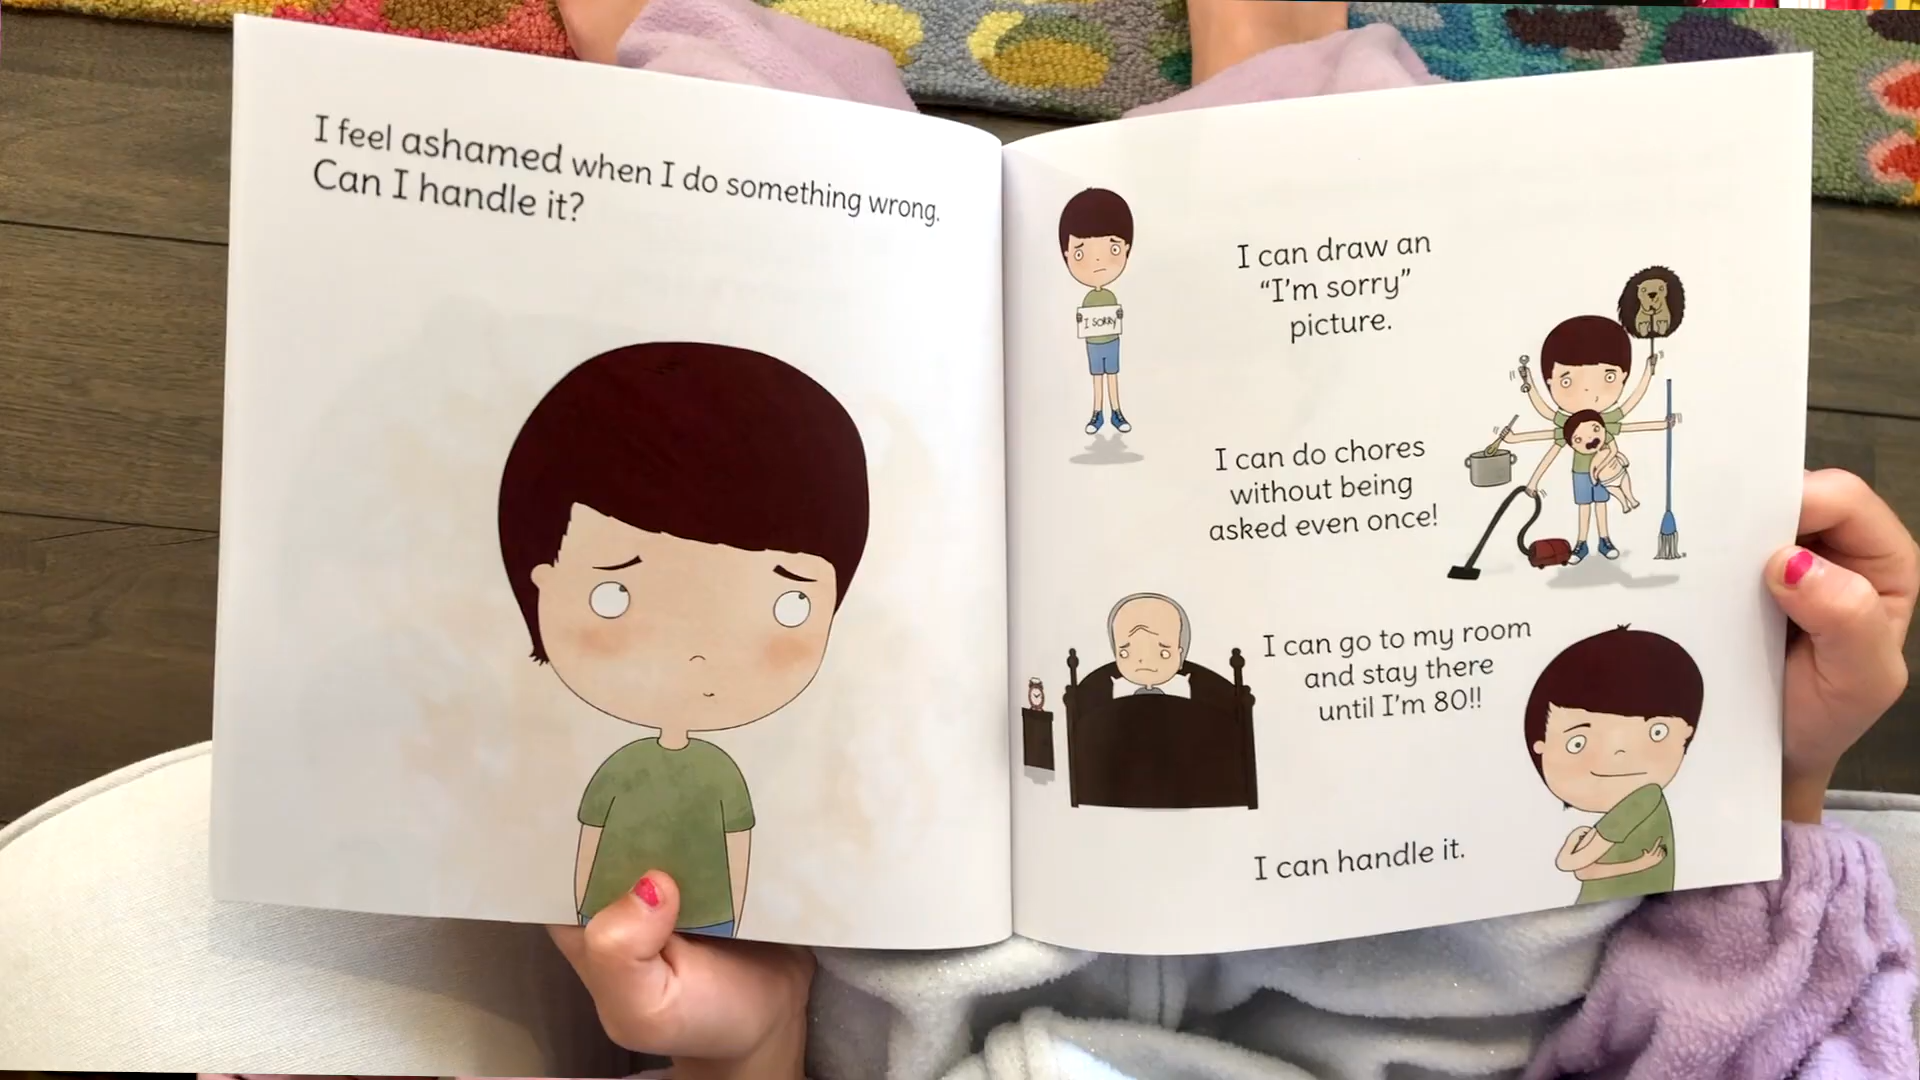 I feel ashamed when I do something wrong.
Can I handle it?
I can draw an
“I’m sorry”
picture.
I SORRY
I can do chores
without being
asked even once!
I can go to my room
and stay there
until I’m 80!!
I can handle it.